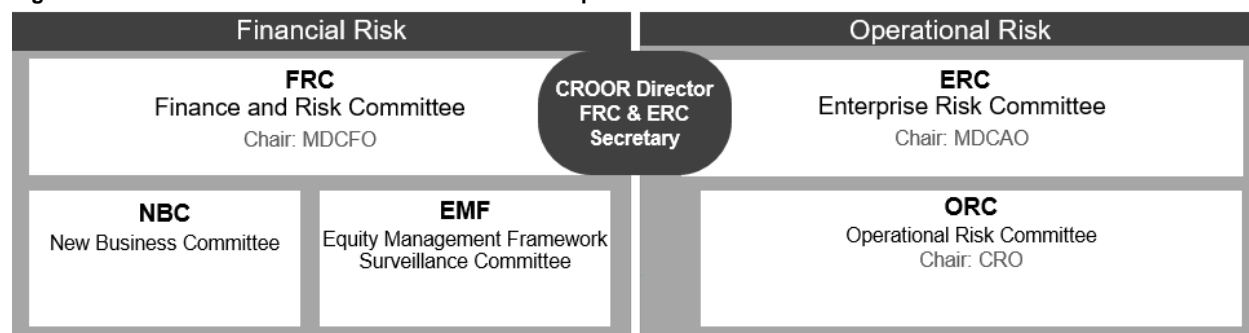 Financial Risk
Operational Risk
FRC
Finance and Risk Committee
Chair: MDCFO
CROOR Director
FRC & ERC
Secretary
ERC
Enterprise Risk Committee
Chair: MDCAO
NBC
New Business Committee
EMF
Equity Management Framework
Surveillance Committee
ORC
Operational Risk Committee
Chair: CRO